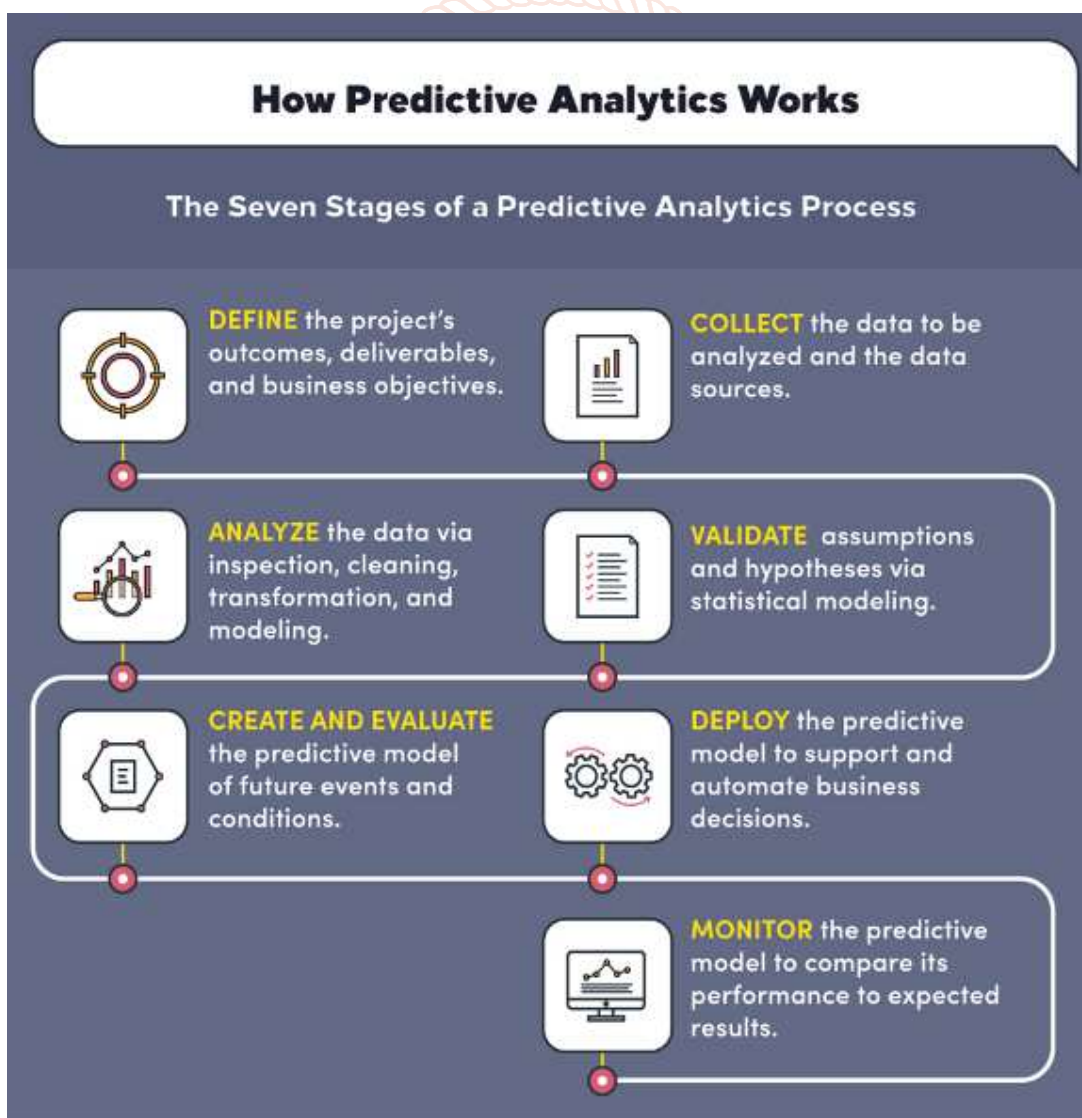 How Predictive Analytics Works
The Seven Stages of a Predictive Analytics Process
DEFINE the project's
outcomes, deliverables,
and business objectives.
COLLECT the data to be
analyzed and the data
sources.
ANALYZE the data via
inspection, cleaning,
transformation, and
modeling.
VALIDATE assumptions
and hypotheses via
statistical modeling.
CREATE AND EVALUATE
the predictive model
of future events and
conditions.
DEPLOY the predictive
model to support and
automate business
decisions.
MONITOR the predictive
model to compare its
performance to expected
results.